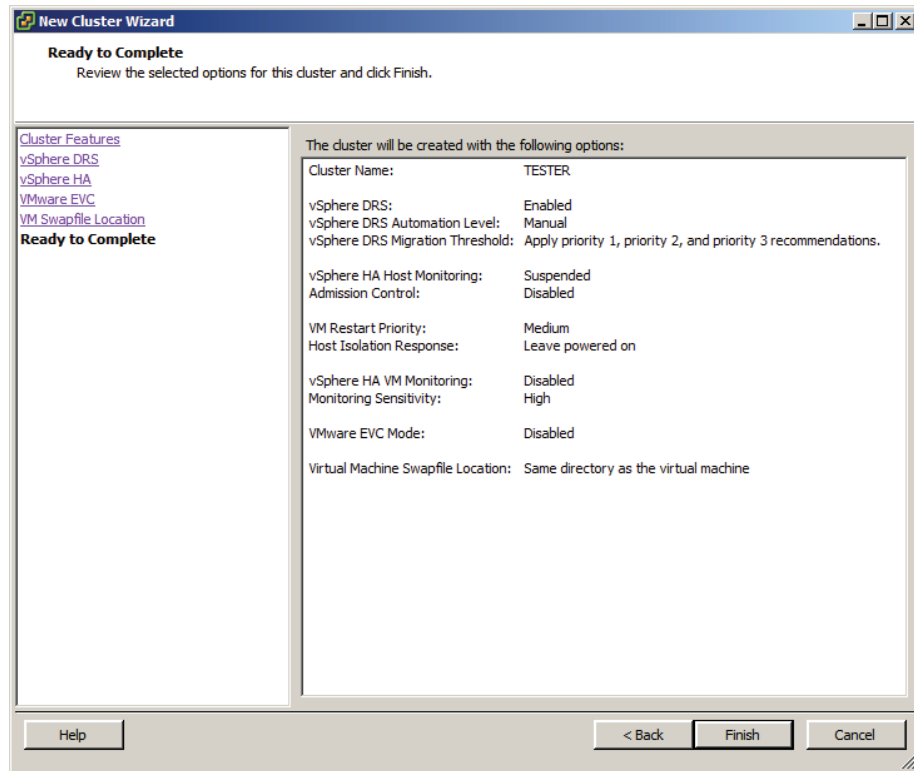 New Cluster Wizard
Ready to Complete
Review the selected options for this cluster and click Finish.
Cluster Features
vSphere DRS
vSphere HA
VMware EVC
VM Swapfile Location
Ready to Complete
The cluster will be created with the following options:
Cluster Name: TESTER
vSphere DRS: Enabled
vSphere DRS Automation Level: Manual
vSphere DRS Migration Threshold: Apply priority 1, priority 2, and priority 3 recommendations.
vSphere HA Host Monitoring: Suspended
Admission Control: Disabled
VM Restart Priority: Medium
Host Isolation Response: Leave powered on
vSphere HA VM Monitoring: Disabled
Monitoring Sensitivity: High
VMware EVC Mode: Disabled
Virtual Machine Swapfile Location: Same directory as the virtual machine
Help
< Back
Finish
Cancel